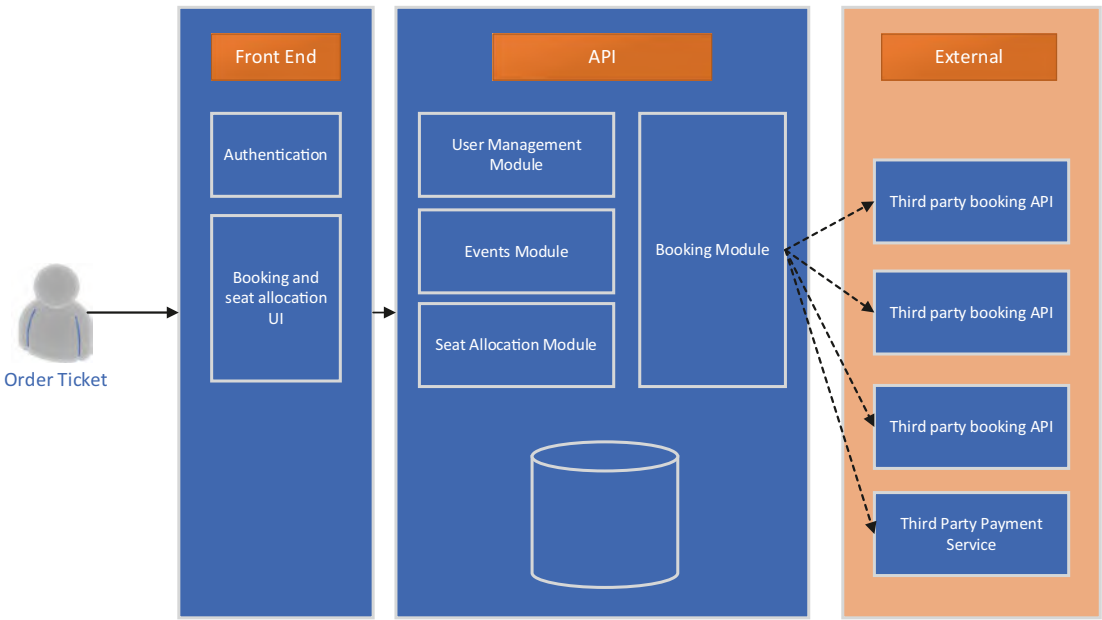 Front End
API
External
Authentication
User Management
Module
Third party booking API
Events Module
Booking Module
Booking and
seat allocation
UI
Third party booking API
Seat Allocation Module
Order Ticket
Third party booking API
Third Party Payment
Service